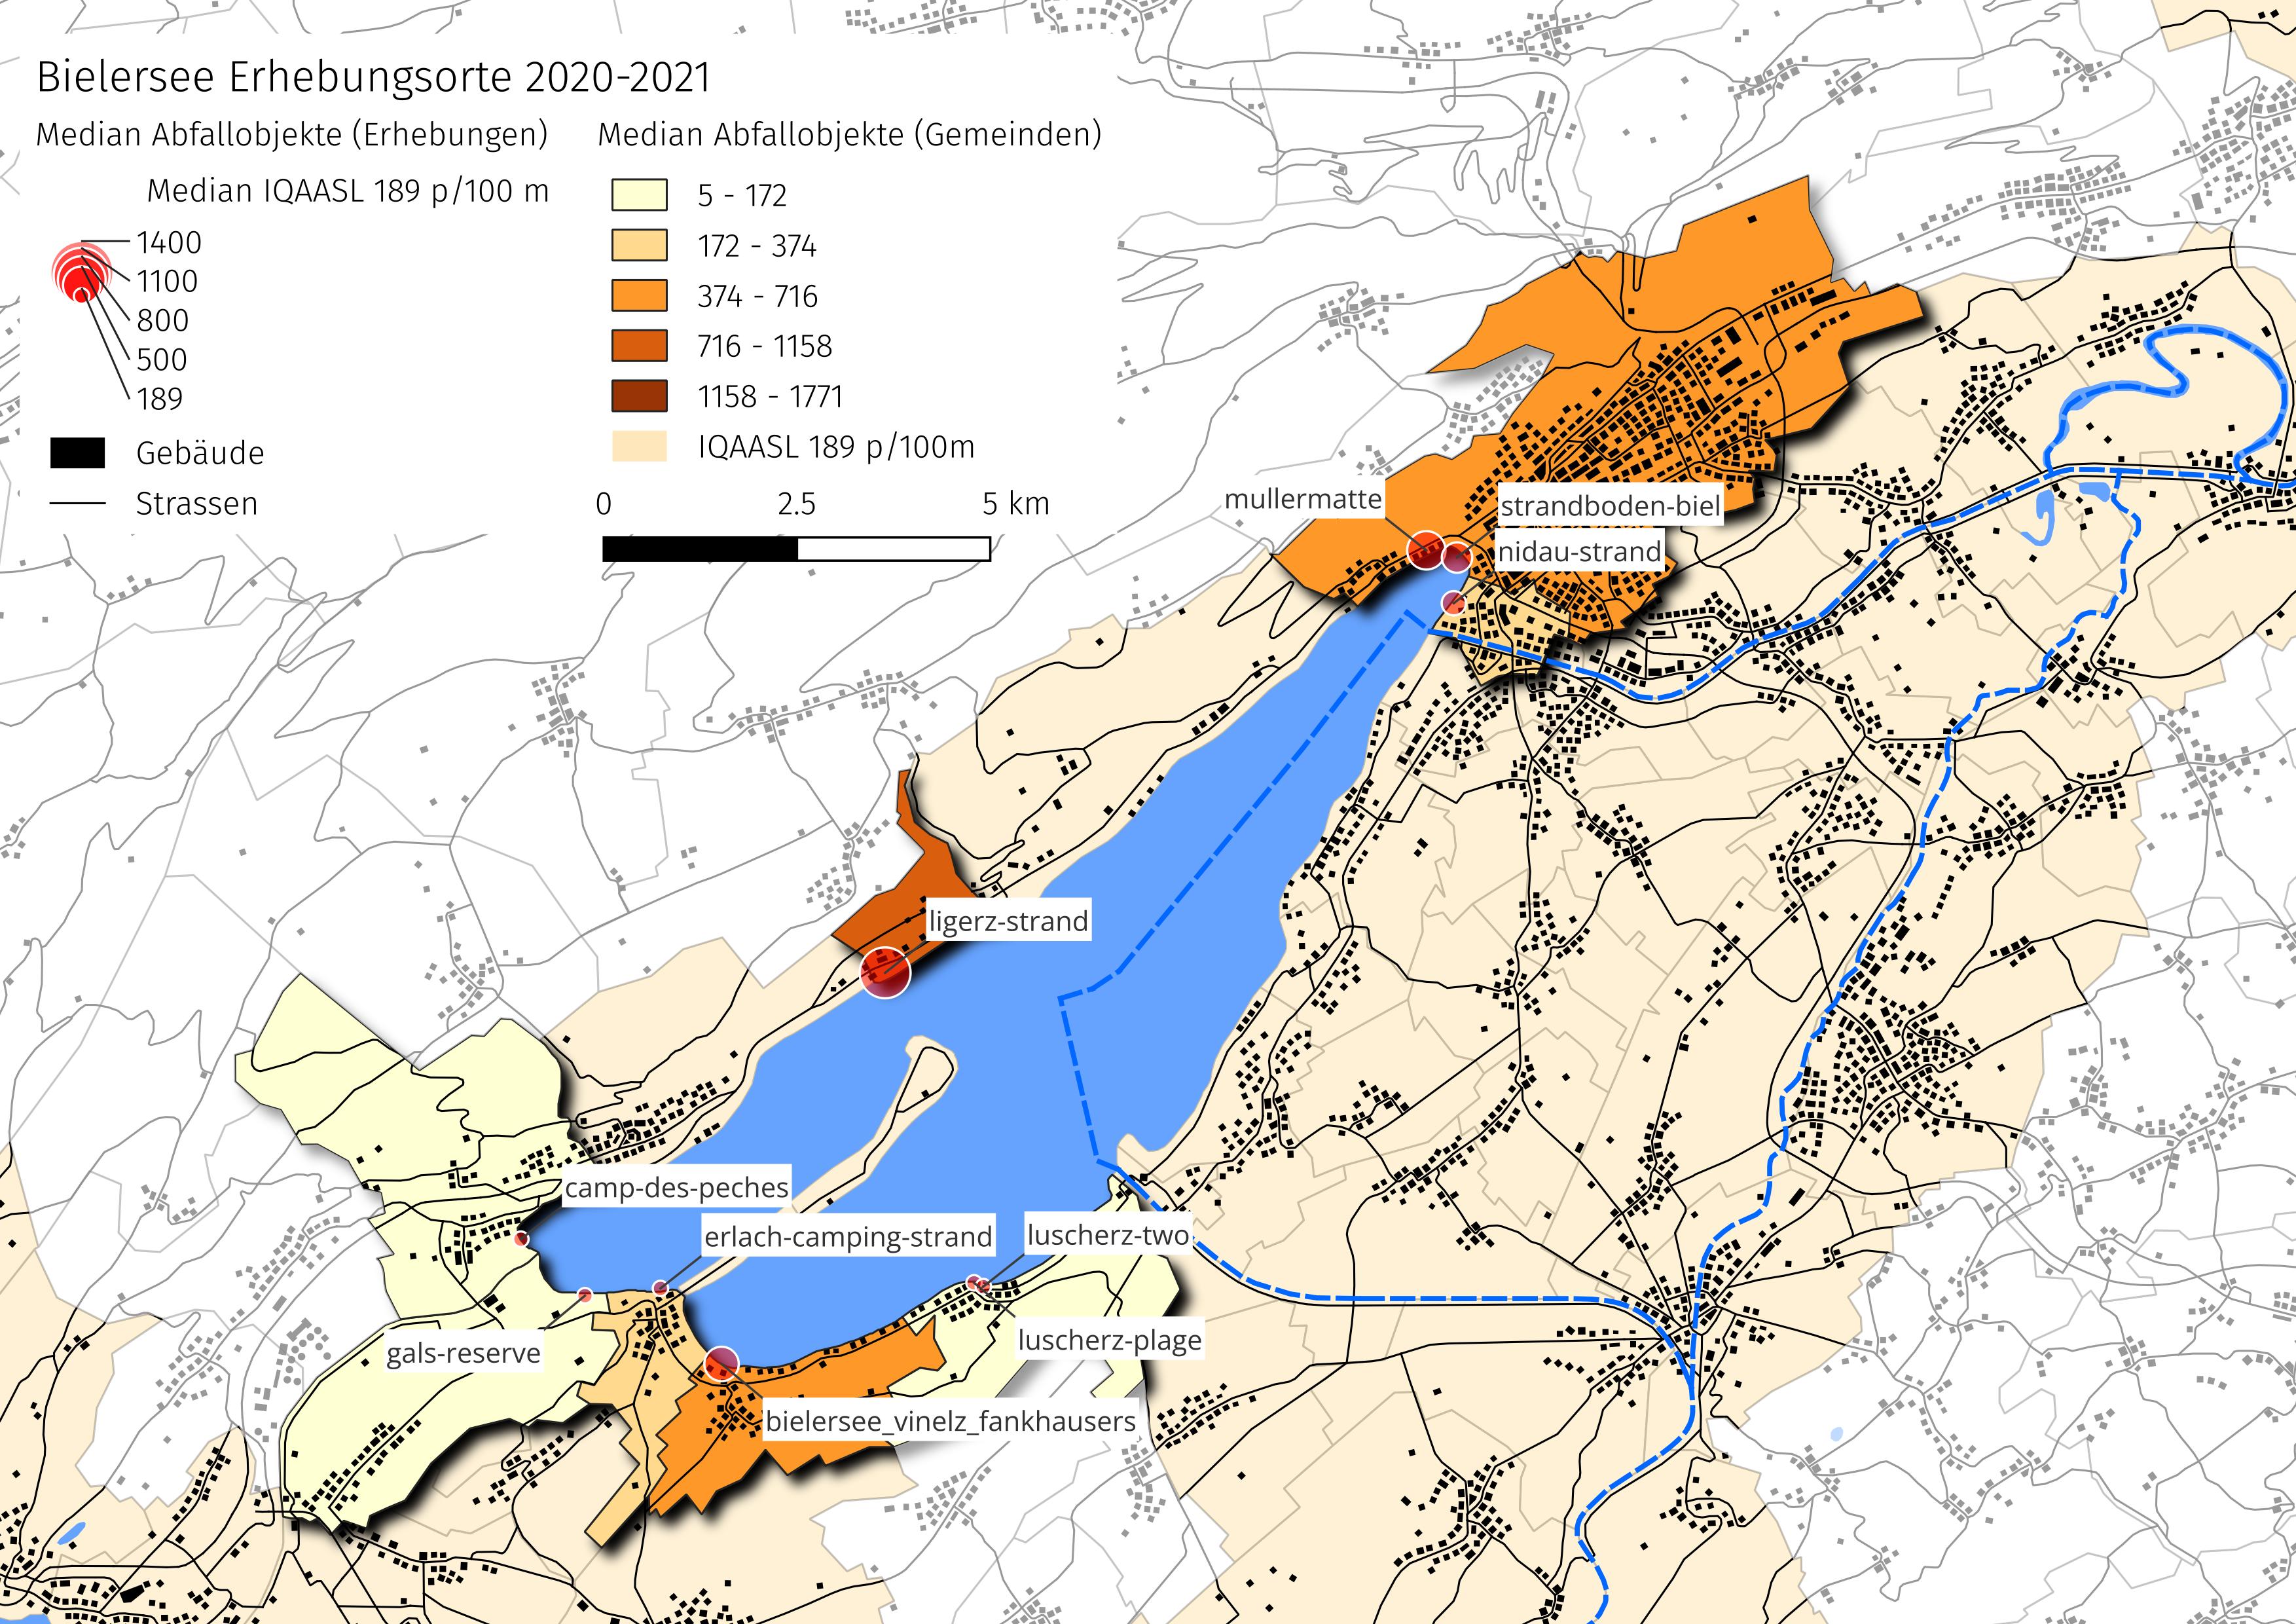 Bielersee Erhebungsorte 2020-2021
Median Abfallobjekte (Erhebungen)
Median IQAASL 189 p/100 m
1400
1100
800
500
189
Gebäude
Strassen
Median Abfallobjekte (Gemeinden)
5 - 172
172 - 374
374 - 716
716 - 1158
1158 - 1771
IQAASL 189 p/100m
0 2.5 5 km
mullermatte
strandboden-biel
nidau-strand
ligerz-strand
camp-des-peches
erlach-camping-strand
luscherz-two
gals-reserve
luscherz-plage
bielersee_vinelz_fankhausers